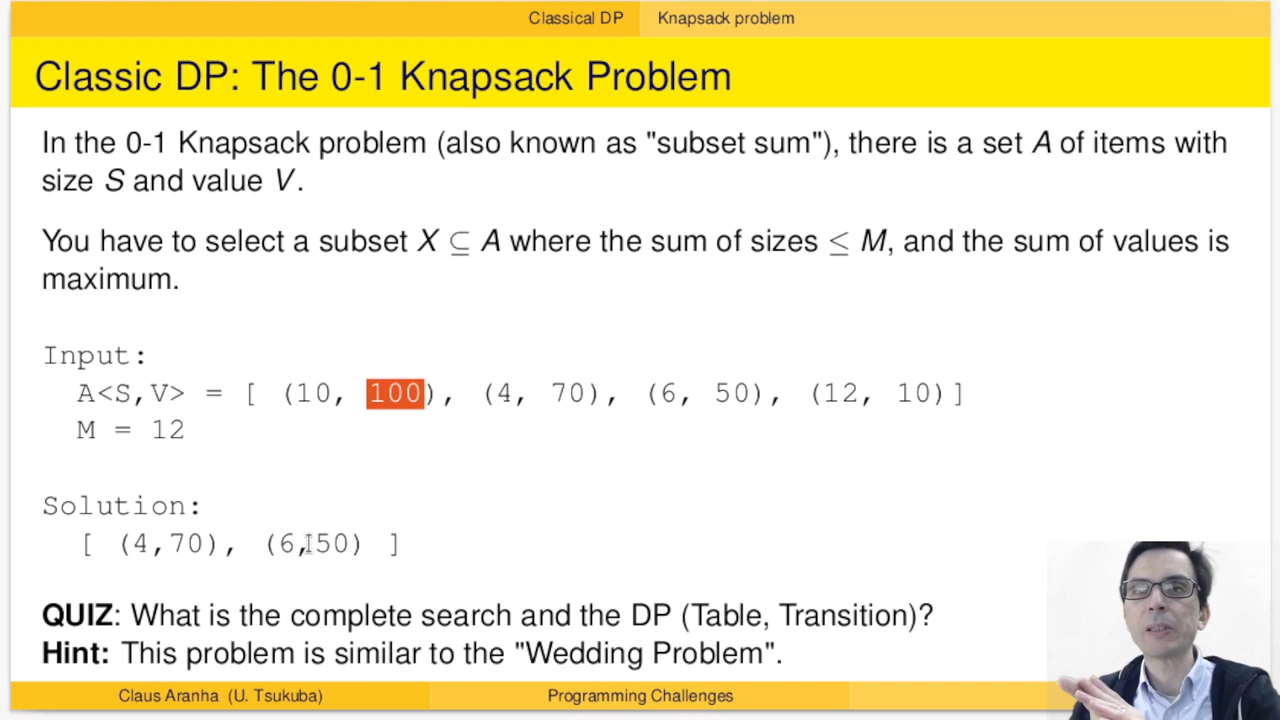 Classical DP Knapsack problem
Classic DP: The 0-1 Knapsack Problem
In the 0-1 Knapsack problem (also known as "subset sum"), there is a set A of items with
size S and value V.
You have to select a subset X ⊆ A where the sum of sizes ≤ M, and the sum of values is
maximum.
Input:
A<S,V> = [ (10, 100), (4, 70), (6, 50), (12, 10)]
M = 12
Solution:
[ (4,70), (6,50) ]
QUIZ: What is the complete search and the DP (Table, Transition)?
Hint: This problem is similar to the "Wedding Problem".
Claus Aranha (U. Tsukuba) Programming Challenges